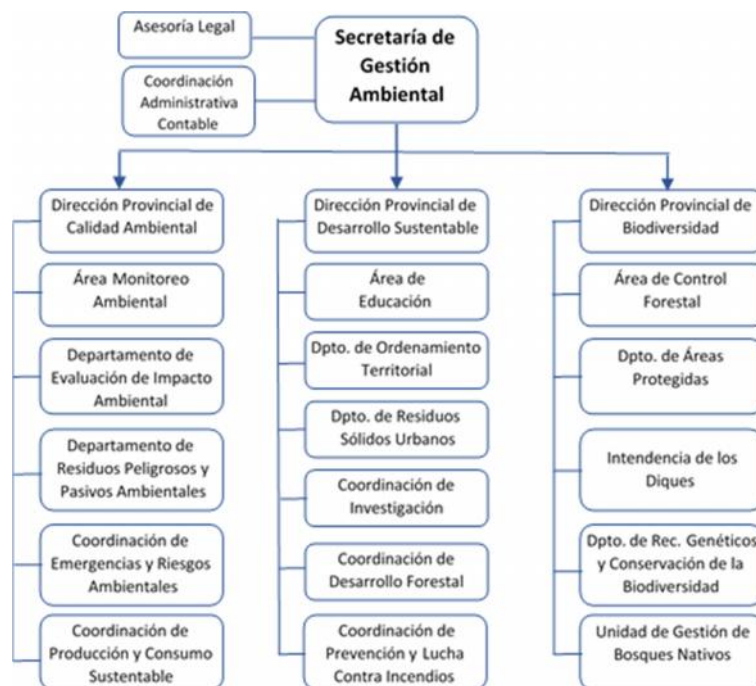 Asesoría Legal
Secretaría de
Gestión
Ambiental
Coordinación
Administrativa
Contable
Dirección Provincial de
Calidad Ambiental
Área Monitoreo
Ambiental
Departamento de
Evaluación de Impacto
Ambiental
Departamento de
Residuos Peligrosos y
Pasivos Ambientales
Coordinación de
Emergencias y Riesgos
Ambientales
Coordinación de
Producción y Consumo
Sustentable
Dirección Provincial de
Desarrollo Sustentable
Área de
Educación
Dpto. de Ordenamiento
Territorial
Dpto. de Residuos
Sólidos Urbanos
Coordinación de
Investigación
Coordinación de
Desarrollo Forestal
Coordinación de
Prevención y Lucha
Contra Incendios
Dirección Provincial de
Biodiversidad
Área de Control
Forestal
Dpto. de Áreas
Protegidas
Intendencia de los
Diques
Dpto. de Rec. Genéticos
y Conservación de la
Biodiversidad
Unidad de Gestión de
Bosques Nativos